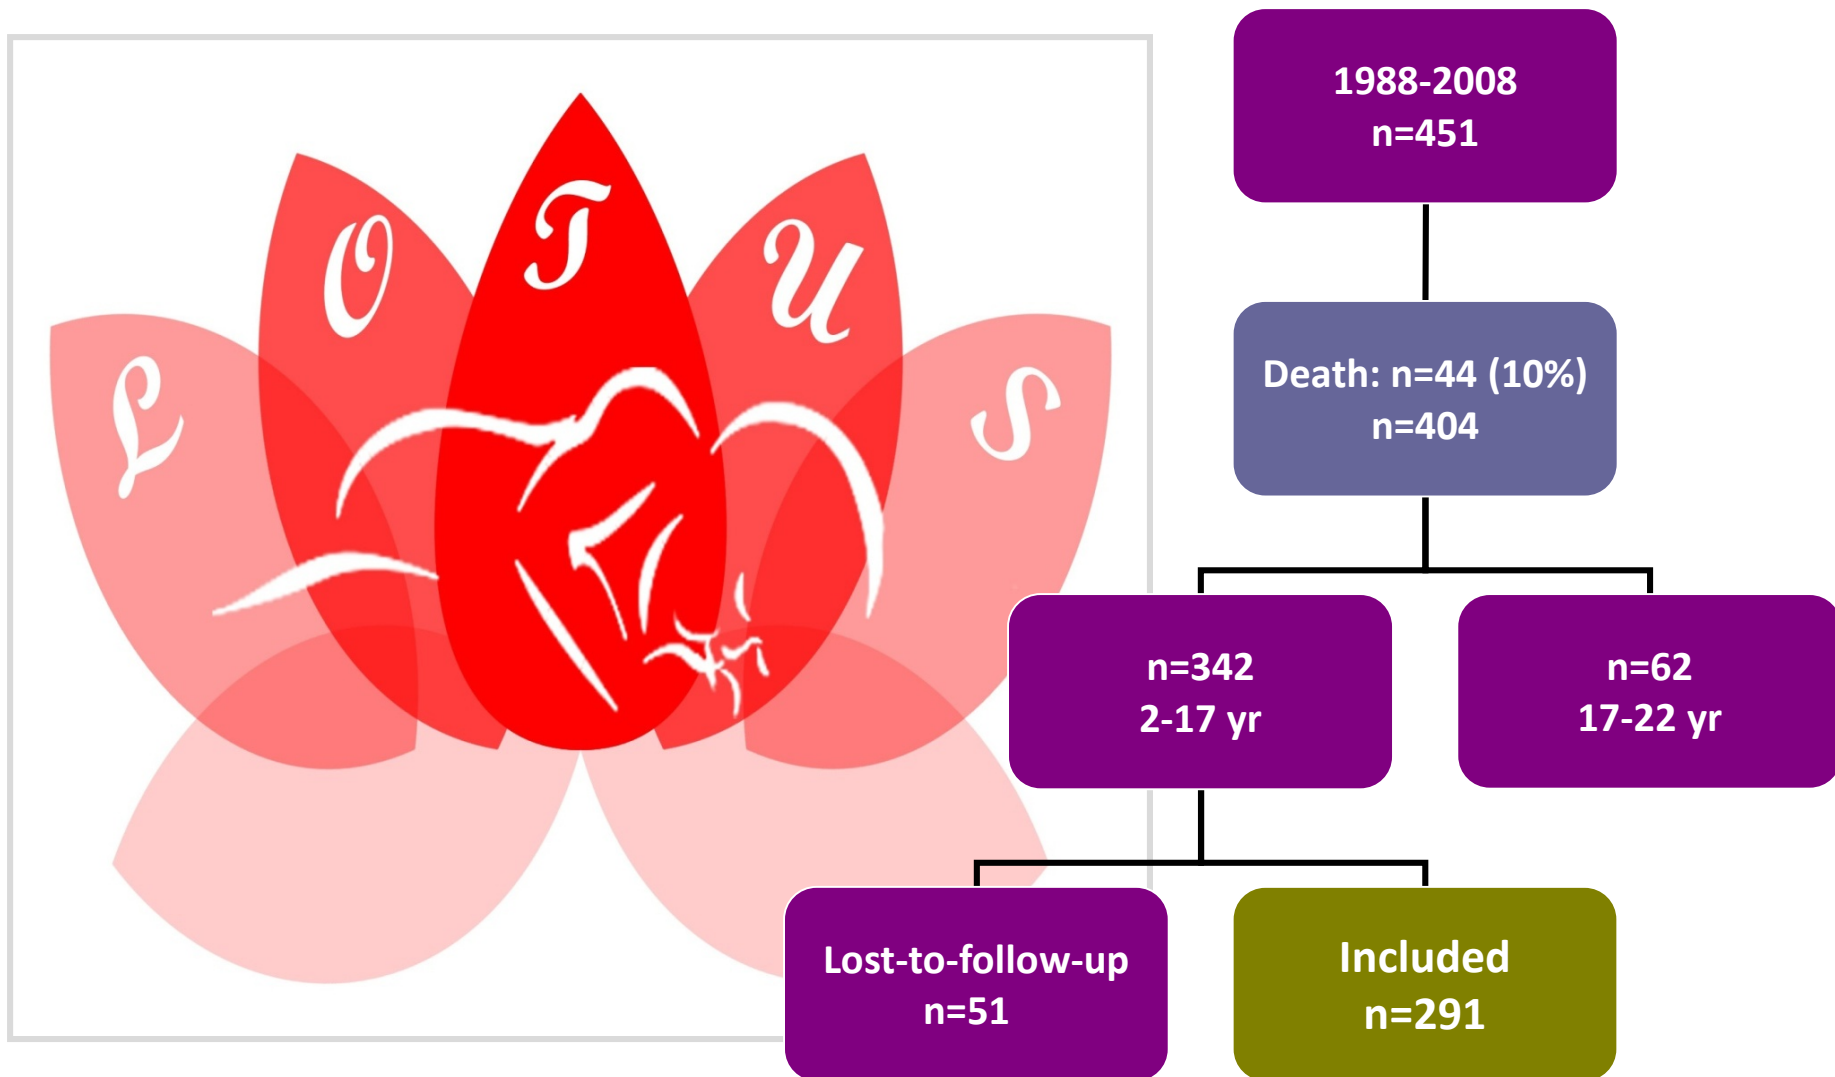 LOTUS
1988-2008
n=451
Death: n=44 (10%)
n=404
n=342
2-17 yr
n=62
17-22 yr
Lost-to-follow-up
n=51
Included
n=291